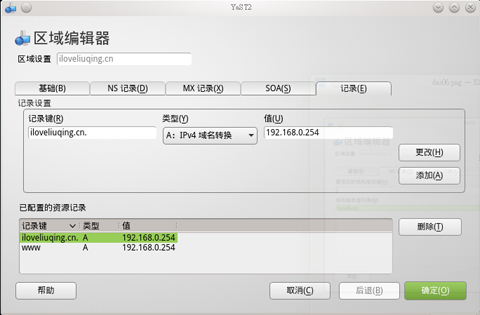 YaST2
区域编辑器
区域设置 iloveliuqing.cn
基础(B) NS 记录(D) MX 记录(X) SOA(S) 记录(E)
记录设置
记录键(R) 类型(Y) 值(U)
iloveliuqing.cn. A: IPv4 域名转换 192.168.0.254
更改(H)
添加(A)
已配置的资源记录
记录键 类型 值
iloveliuqing.cn. A 192.168.0.254
www A 192.168.0.254
删除(T)
帮助 取消(C) 后退(B) 确定(O)